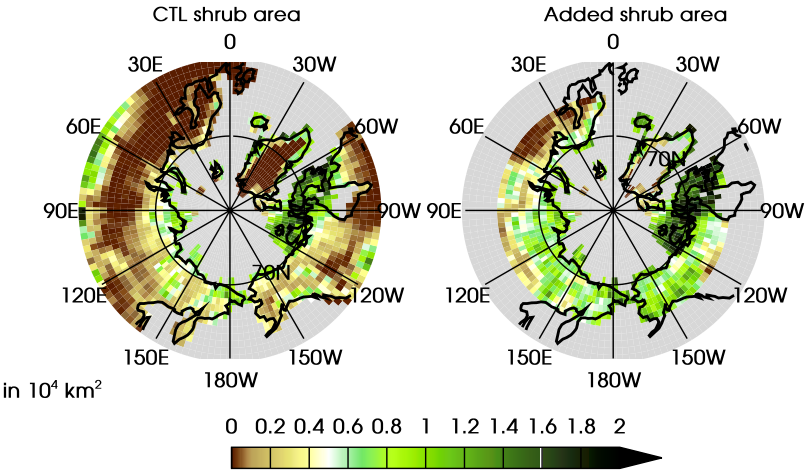 CTL shrub area
Added shrub area
0
0
30E
30W
30E
30W
60E
60W
60E
60W
70N
90E
90W
90E
90W
70N
120E
120W
120E
120W
150E
150W
150E
150W
180W
180W
in 10⁴ km²
0 0.2 0.4 0.6 0.8 1 1.2 1.4 1.6 1.8 2